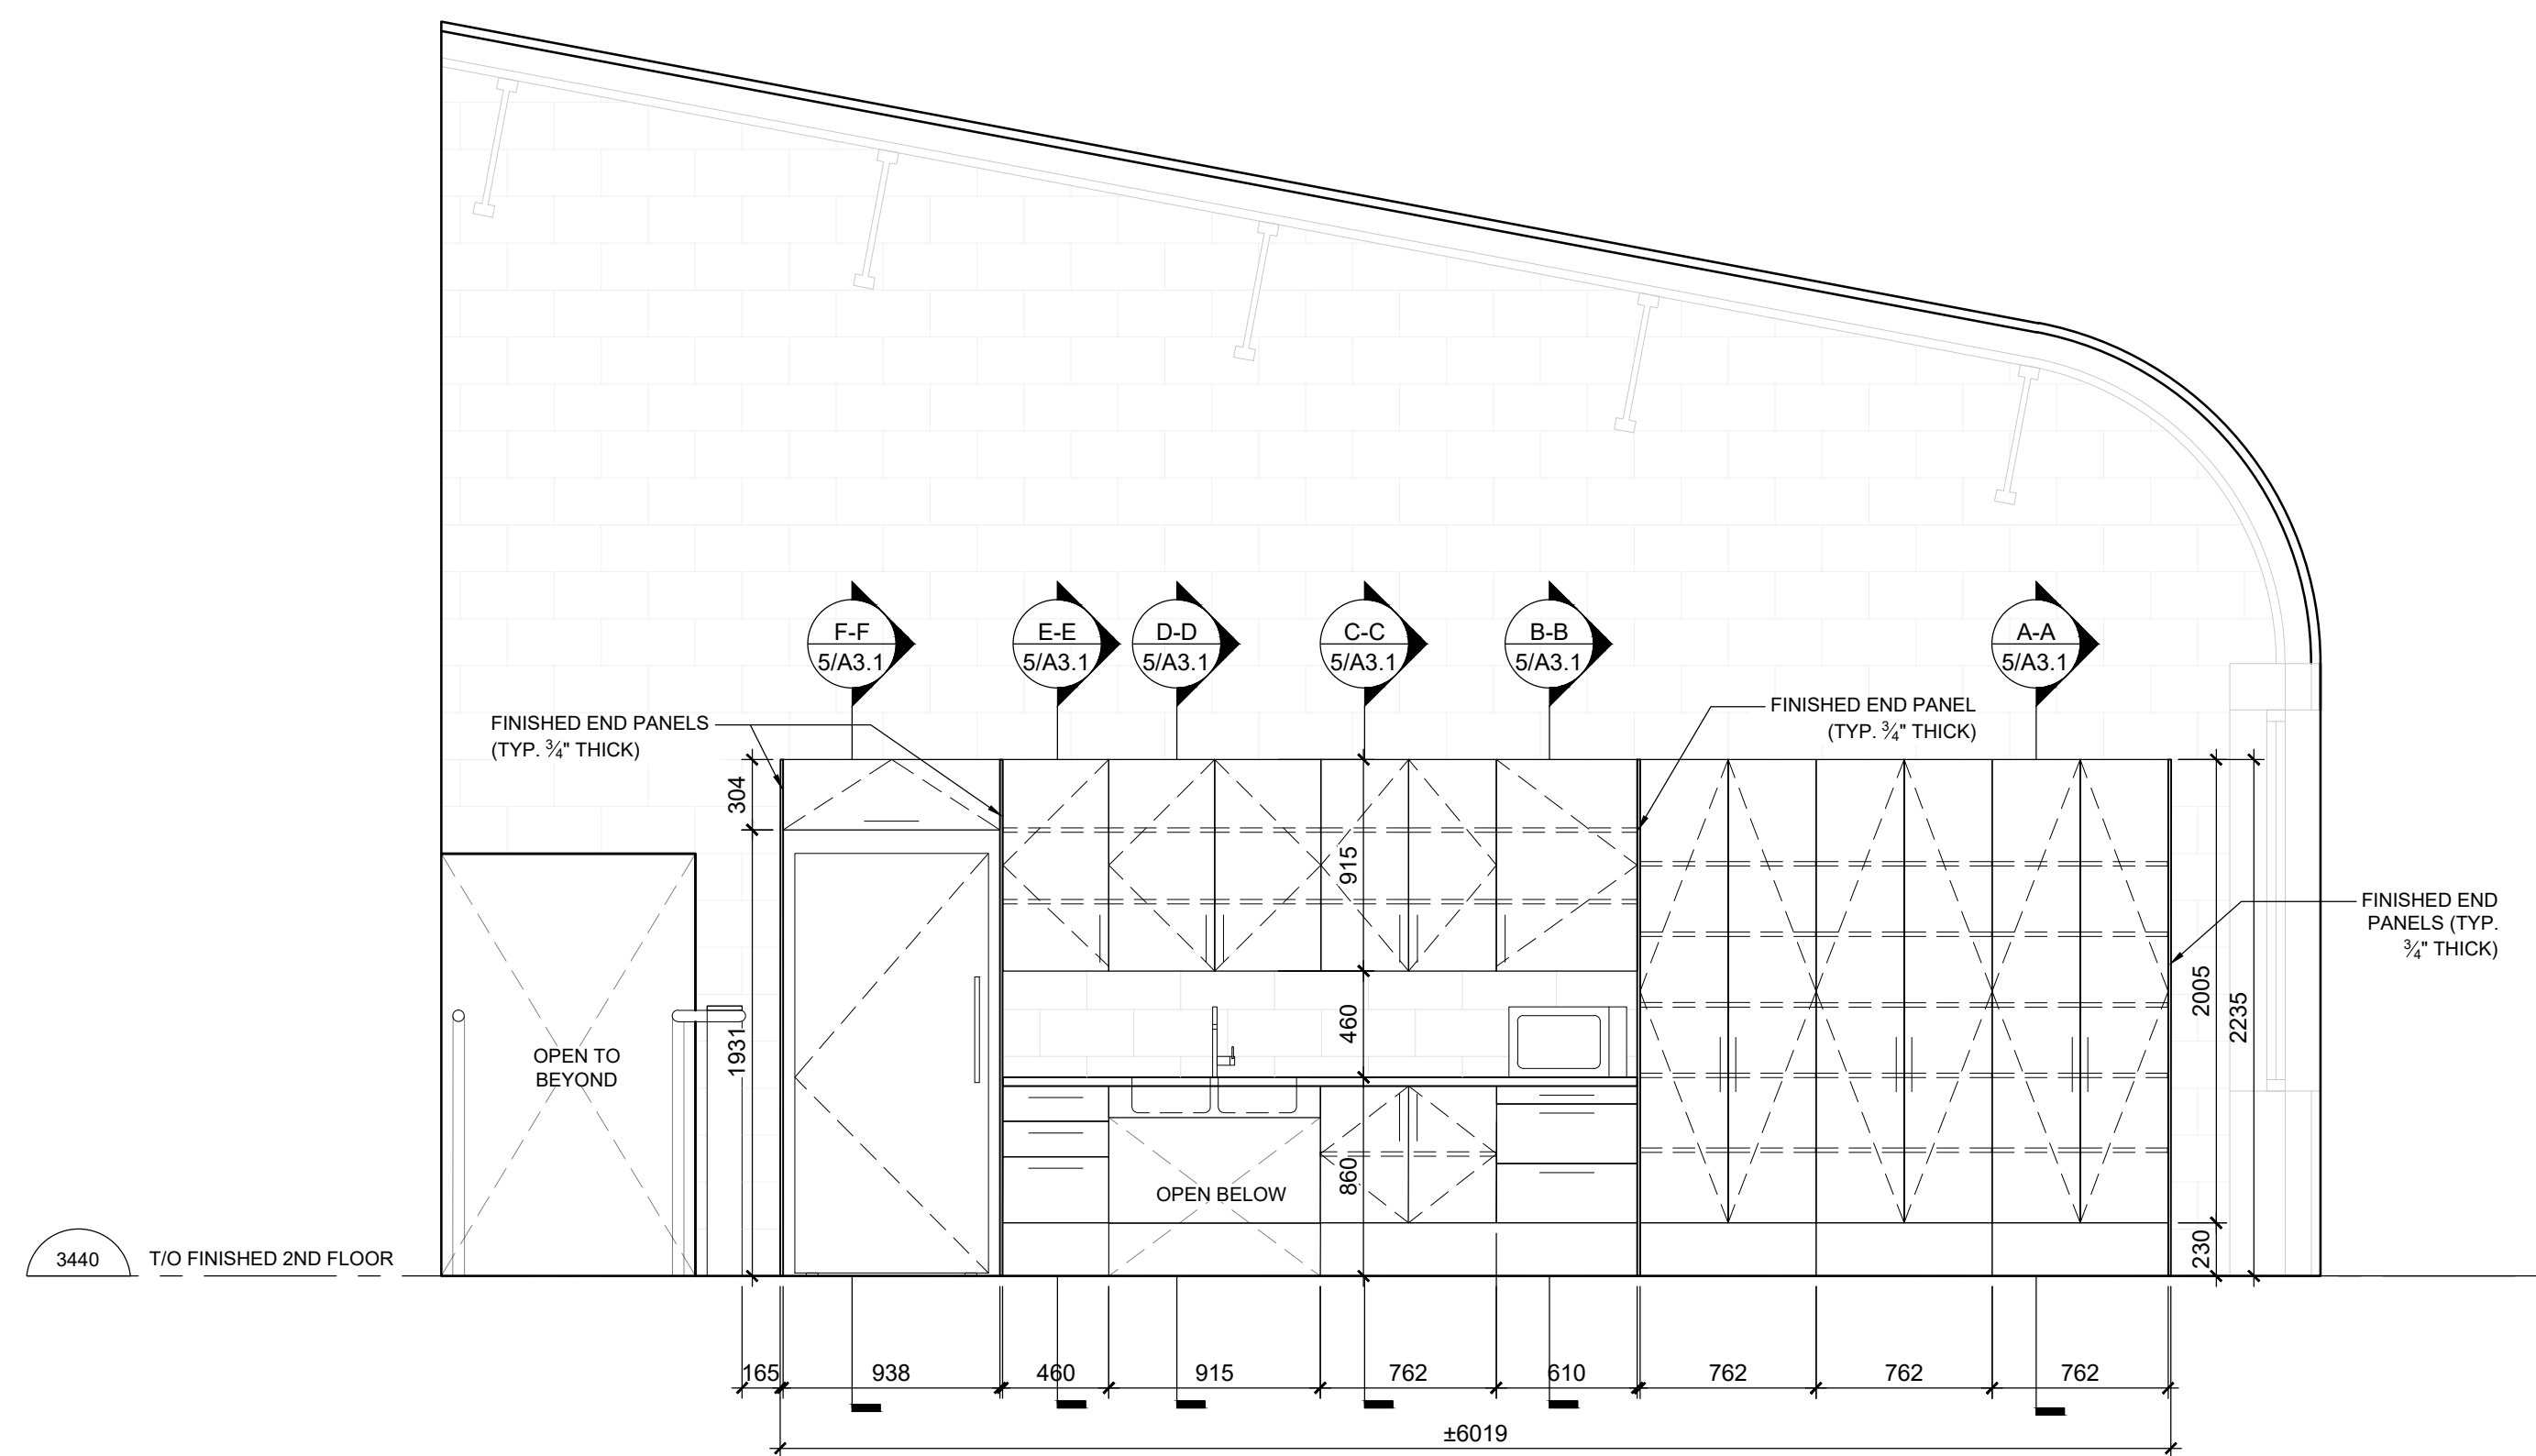 F-F
5/A3.1
E-E
5/A3.1
D-D
5/A3.1
C-C
5/A3.1
B-B
5/A3.1
A-A
5/A3.1
FINISHED END PANELS
(TYP. ¾" THICK)
FINISHED END PANEL
(TYP. ¾" THICK)
FINISHED END
PANELS (TYP.
¾" THICK)
304
915
460
860
1931
2005
2235
230
OPEN TO
BEYOND
OPEN BELOW
3440
T/O FINISHED 2ND FLOOR
165
938
460
915
762
610
762
762
762
±6019